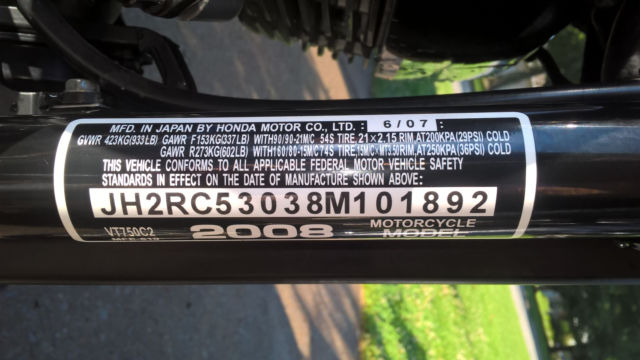 MFD. IN JAPAN BY HONDA MOTOR CO., LTD. : 6/07 :
GVWR 423KG(933LB) GAWR F153KG(337LB)WITH90/90-21M/C 54S TIRE 21×2.15 RIM,AT200KPA(29PSI) COLD
GAWR R273KG(602LB)WITH160/80-15M/C74S TIRE,15M/C×MT3.50RIM,AT250KPA(36PSI) COLD
THIS VEHICLE CONFORMS TO ALL APPLICABLE FEDERAL MOTOR VEHICLE SAFETY
STANDARDS IN EFFECT ON THE DATE OF MANUFACTURE SHOWN ABOVE:
JH2RC53038M101892
VT750C2 2008 MOTORCYCLE
MODEL